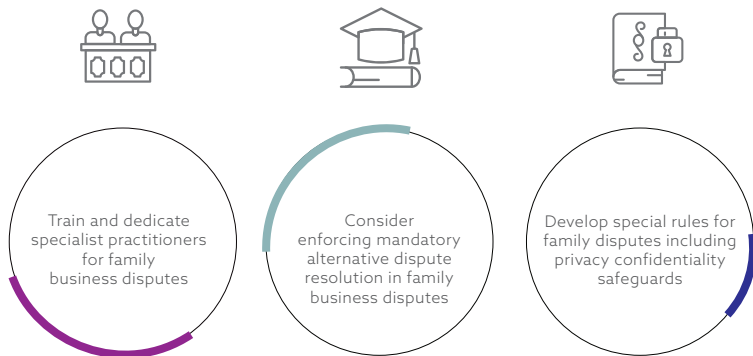 Train and dedicate
specialist practitioners
for family
business disputes
Consider
enforcing mandatory
alternative dispute
resolution in family
business disputes
Develop special rules for
family disputes including
privacy confidentiality
safeguards